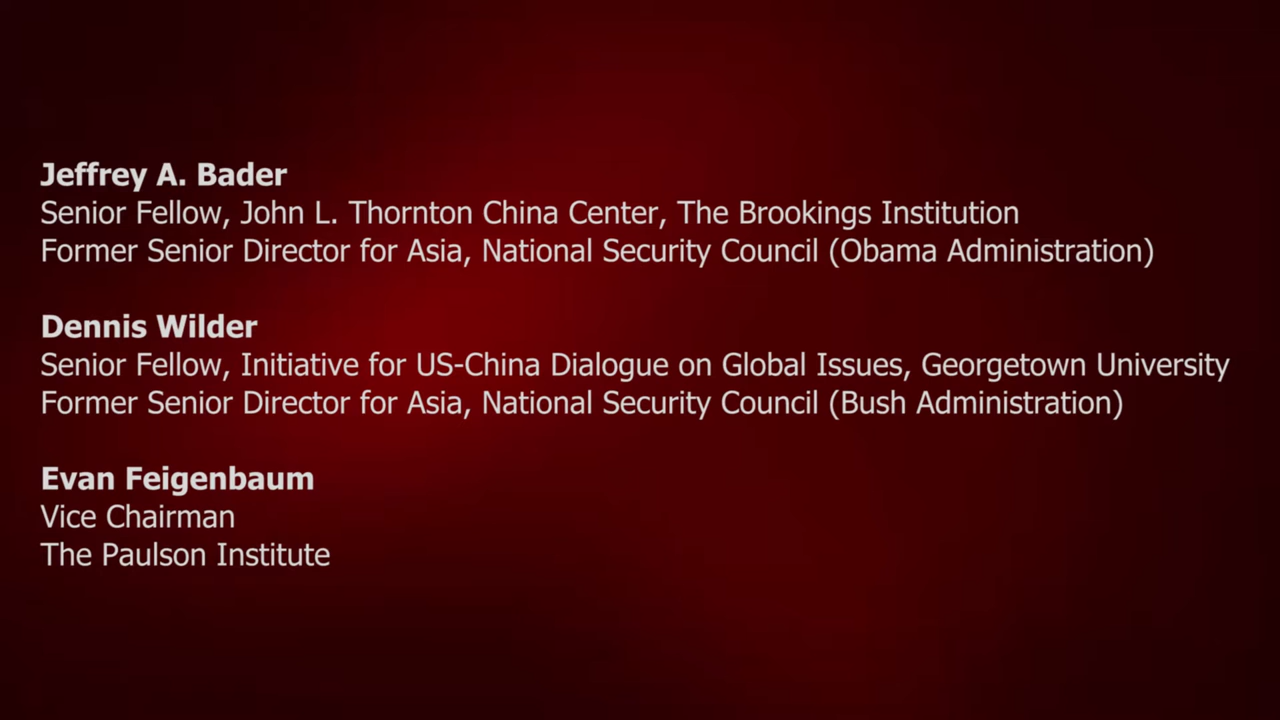 Jeffrey A. Bader
Senior Fellow, John L. Thornton China Center, The Brookings Institution
Former Senior Director for Asia, National Security Council (Obama Administration)
Dennis Wilder
Senior Fellow, Initiative for US-China Dialogue on Global Issues, Georgetown University
Former Senior Director for Asia, National Security Council (Bush Administration)
Evan Feigenbaum
Vice Chairman
The Paulson Institute